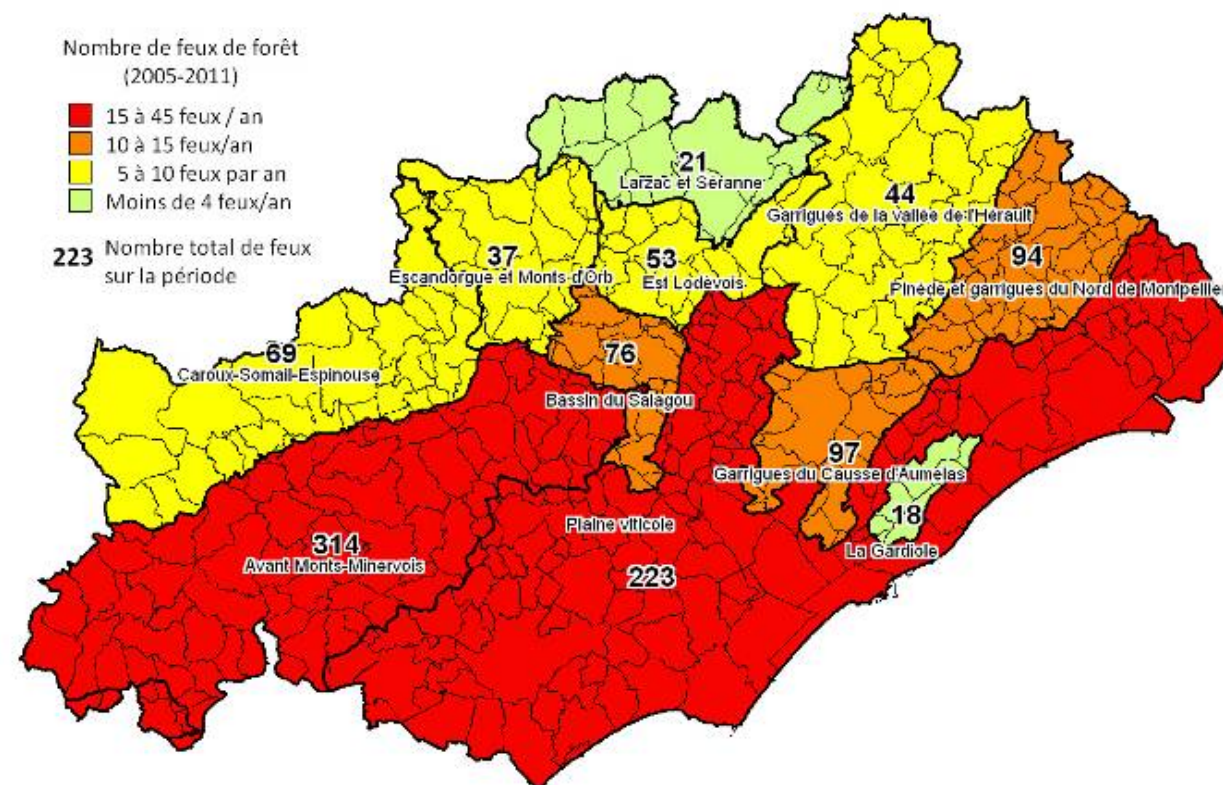 Nombre de feux de forêt
(2005-2011)
15 à 45 feux / an
10 à 15 feux/an
5 à 10 feux par an
Moins de 4 feux/an
223 Nombre total de feux
sur la période
21
Larzac et Séranne
44
Garrigues de la vallée de l'Hérault
37
Escandorgue et Monts d'Orb
53
Est Lodévois
94
Pinède et garrigues du Nord de Montpellier
69
Caroux-Somail-Espinouse
76
Bassin du Salagou
97
Garrigues du Causse d'Aumelas
18
La Gardiole
314
Avant Monts-Minervois
Plaine viticole
223